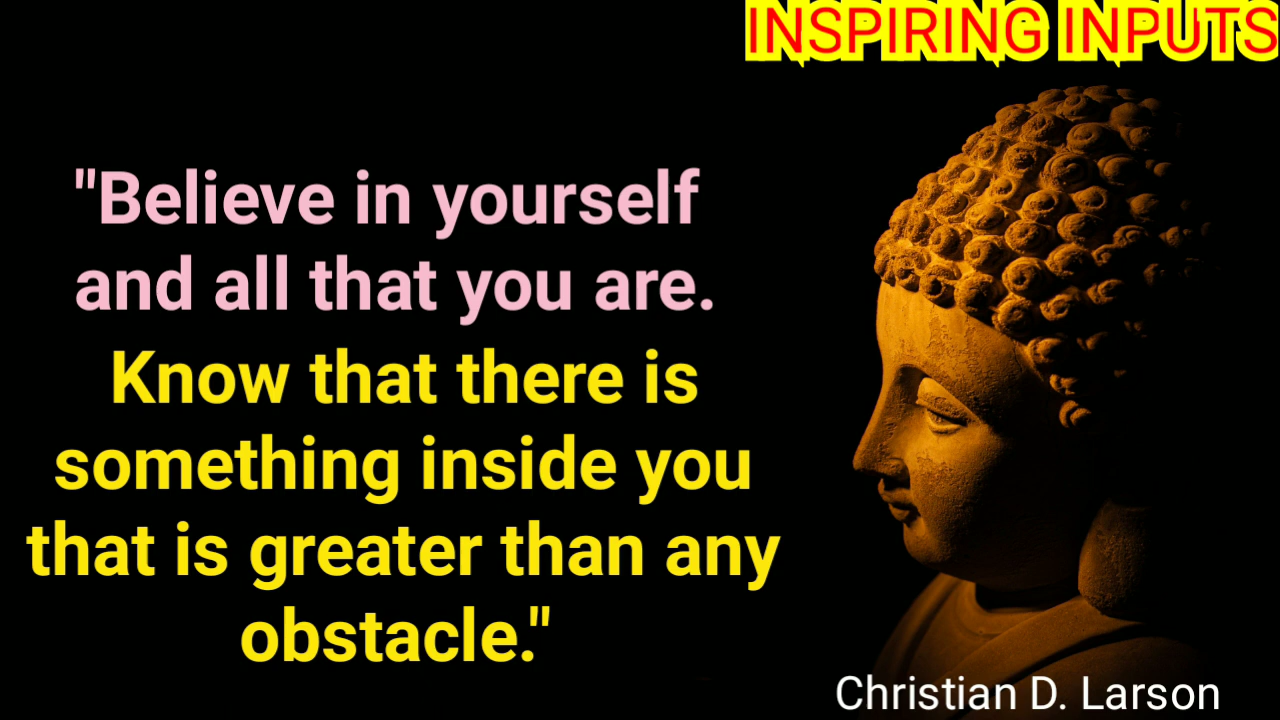 INSPIRING INPUTS
"Believe in yourself
and all that you are.
Know that there is
something inside you
that is greater than any
obstacle."
Christian D. Larson